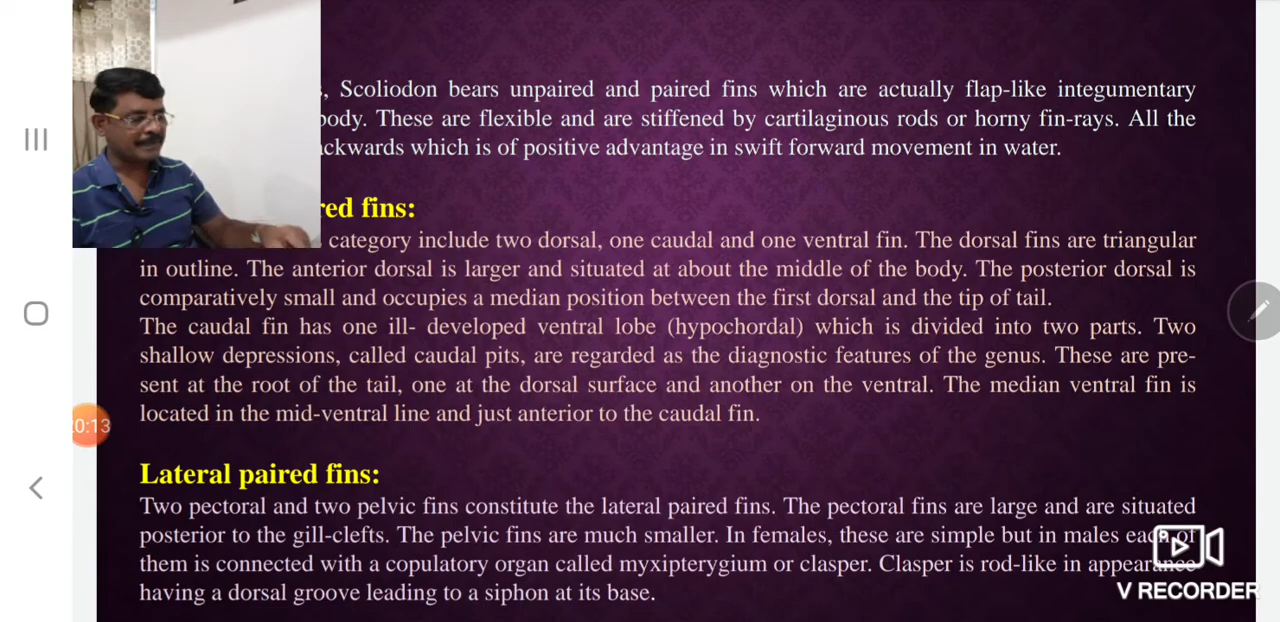 , Scoliodon bears unpaired and paired fins which are actually flap-like integumentary
body. These are flexible and are stiffened by cartilaginous rods or horny fin-rays. All the
ackwards which is of positive advantage in swift forward movement in water.
red fins:
category include two dorsal, one caudal and one ventral fin. The dorsal fins are triangular
in outline. The anterior dorsal is larger and situated at about the middle of the body. The posterior dorsal is
comparatively small and occupies a median position between the first dorsal and the tip of tail.
The caudal fin has one ill- developed ventral lobe (hypochordal) which is divided into two parts. Two
shallow depressions, called caudal pits, are regarded as the diagnostic features of the genus. These are pre-
sent at the root of the tail, one at the dorsal surface and another on the ventral. The median ventral fin is
located in the mid-ventral line and just anterior to the caudal fin.
0:13
Lateral paired fins:
Two pectoral and two pelvic fins constitute the lateral paired fins. The pectoral fins are large and are situated
posterior to the gill-clefts. The pelvic fins are much smaller. In females, these are simple but in males each of
them is connected with a copulatory organ called myxipterygium or clasper. Clasper is rod-like in appearance
having a dorsal groove leading to a siphon at its base.
V RECORDER